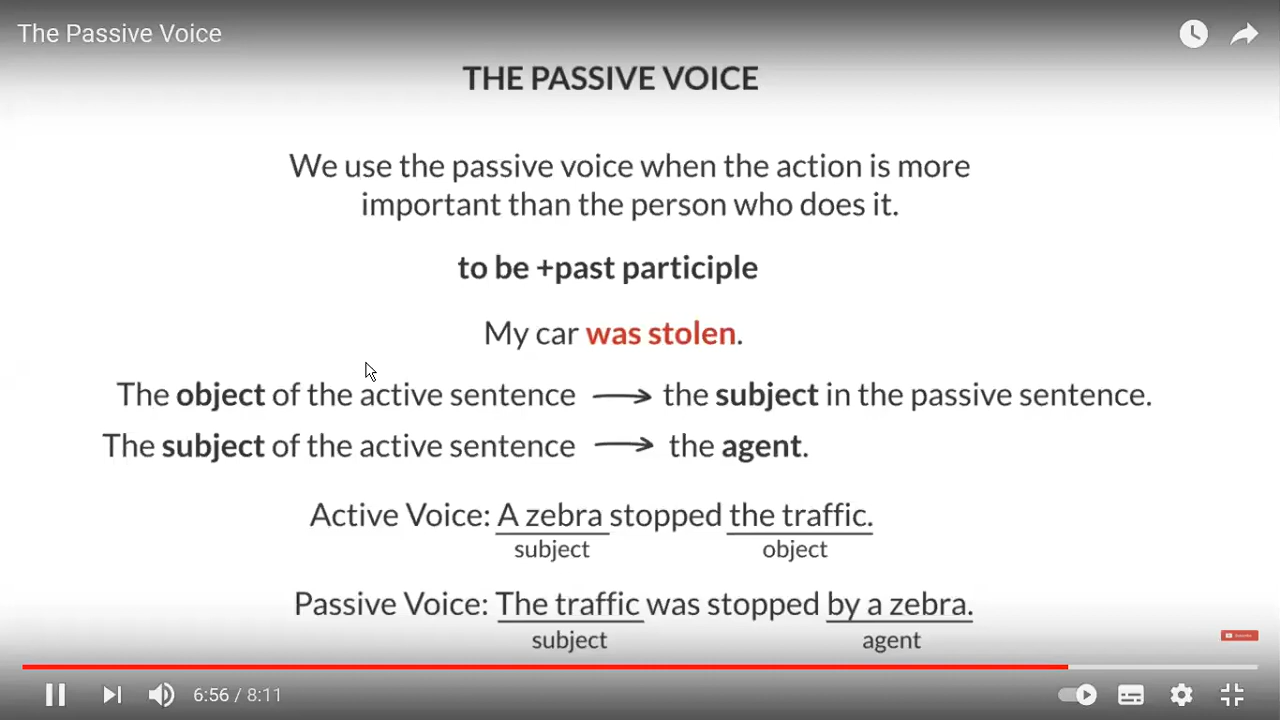 The Passive Voice
THE PASSIVE VOICE
We use the passive voice when the action is more
important than the person who does it.
to be +past participle
My car was stolen.
The object of the active sentence → the subject in the passive sentence.
The subject of the active sentence → the agent.
Active Voice: A zebra stopped the traffic.
subject object
Passive Voice: The traffic was stopped by a zebra.
subject agent
6:56 / 8:11